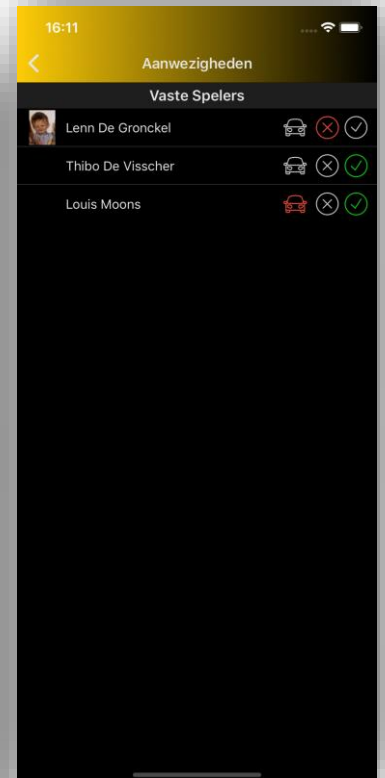 16:11
Aanwezigheden
Vaste Spelers
Lenn De Gronckel
Thibo De Visscher
Louis Moons